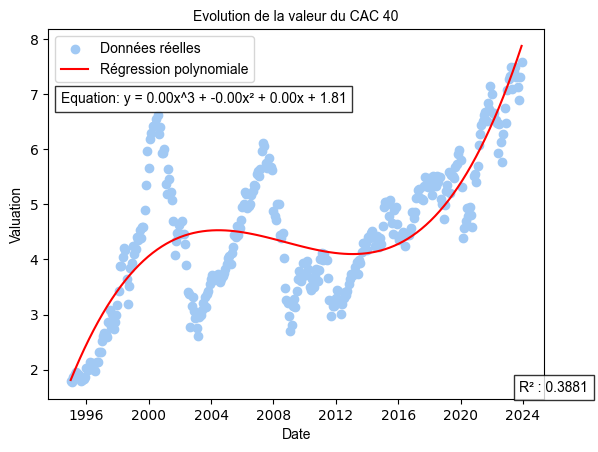 Evolution de la valeur du CAC 40
Données réelles
Régression polynomiale
Equation: y = 0.00x^3 + -0.00x² + 0.00x + 1.81
8
7
6
5
4
3
2
Valuation
R² : 0.3881
1996 2000 2004 2008 2012 2016 2020 2024
Date